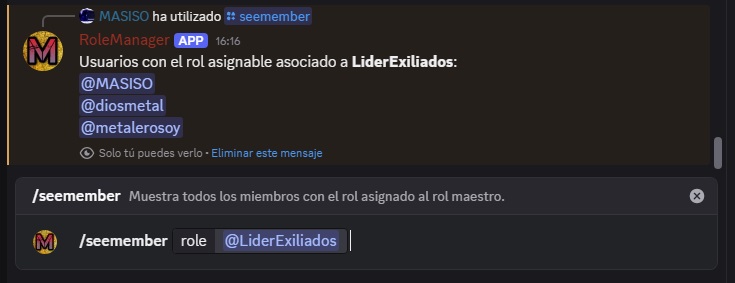 MASISO ha utilizado seemember
RoleManager APP 16:16
Usuarios con el rol asignable asociado a LiderExiliados:
@MASISO
@diosmetal
@metalerosoy
Solo tú puedes verlo • Eliminar este mensaje
/seemember Muestra todos los miembros con el rol asignado al rol maestro.
/seemember role @LiderExiliados